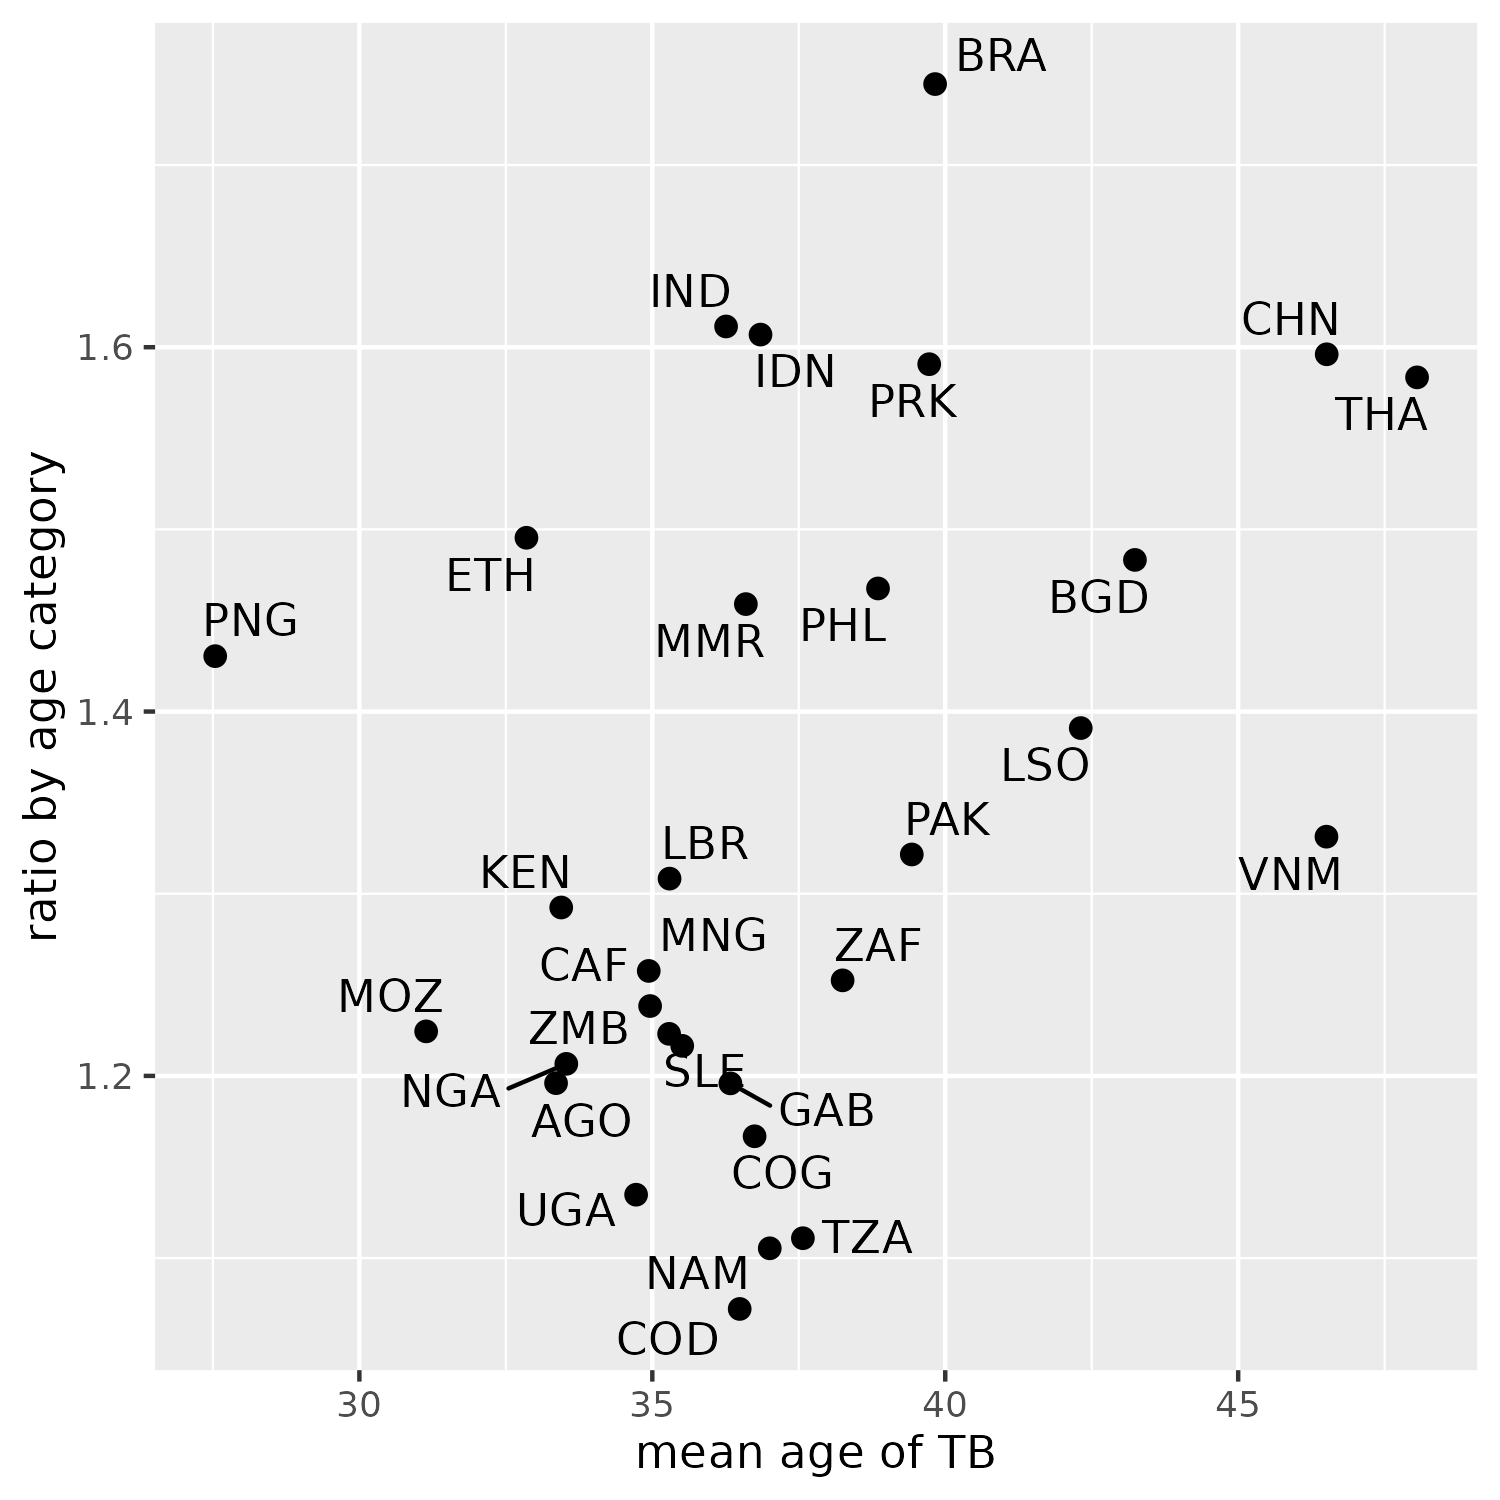 BRA
IND
IDN
PRK
CHN
THA
1.6
ETH
PNG
MMR
PHL
BGD
1.4
LSO
PAK
LBR
KEN
VNM
MNG
CAF
ZAF
MOZ
ZMB
SLE
1.2
NGA
AGO
GAB
COG
UGA
TZA
NAM
COD
ratio by age category
30 35 40 45
mean age of TB